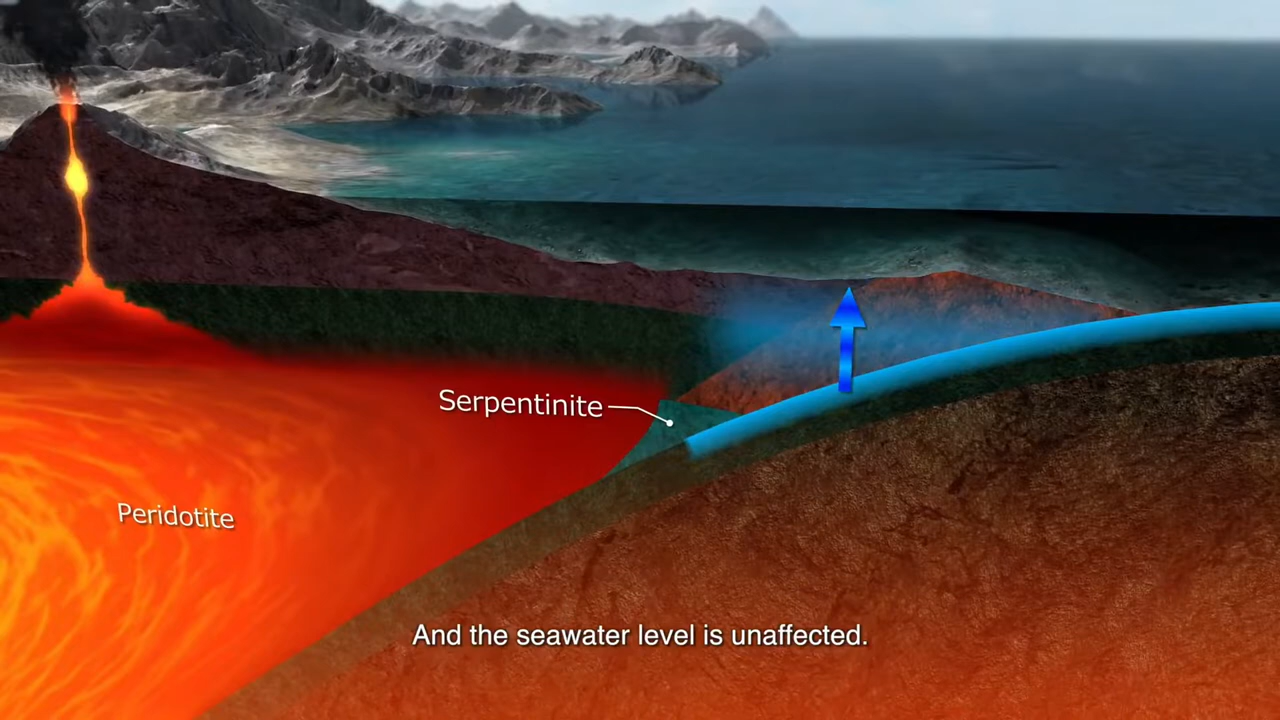 Serpentinite
Peridotite
And the seawater level is unaffected.